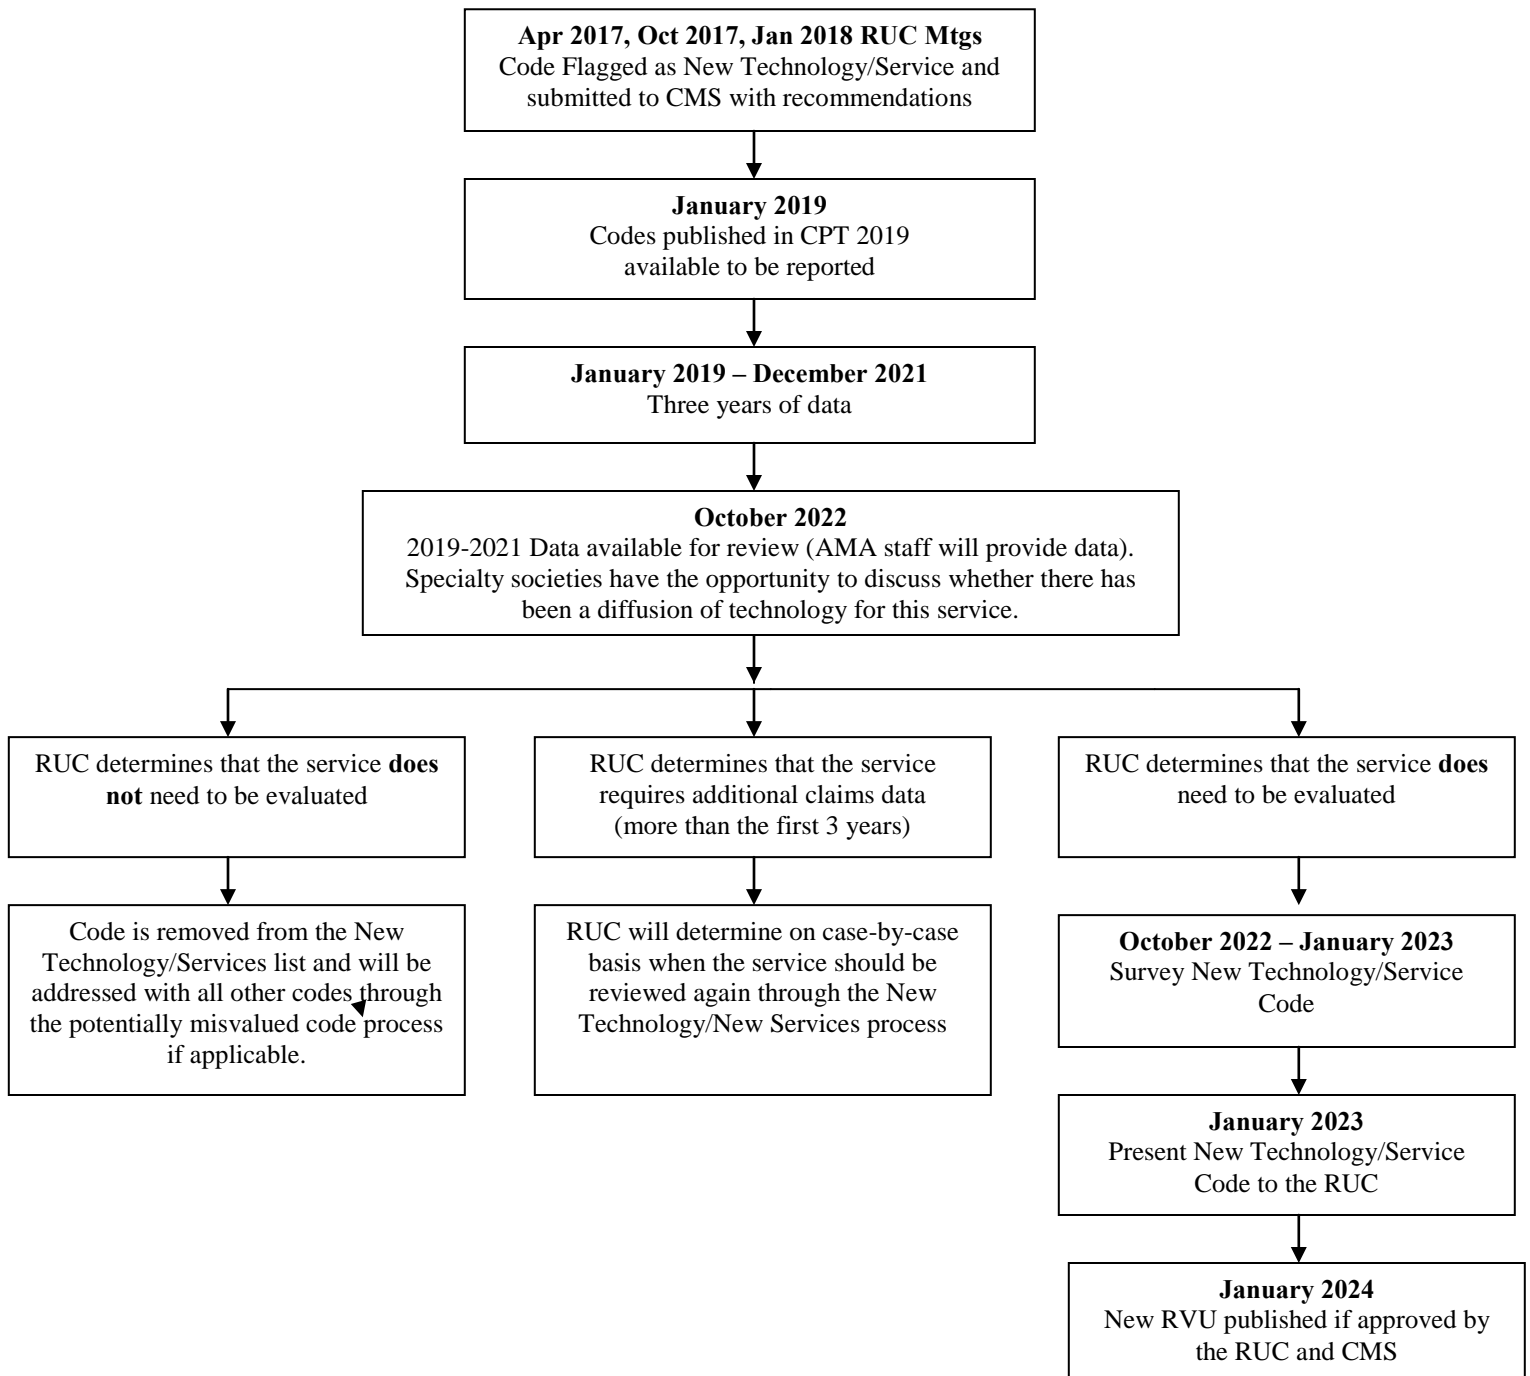 Apr 2017, Oct 2017, Jan 2018 RUC Mtgs
Code Flagged as New Technology/Service and
submitted to CMS with recommendations
January 2019
Codes published in CPT 2019
available to be reported
January 2019 – December 2021
Three years of data
October 2022
2019-2021 Data available for review (AMA staff will provide data).
Specialty societies have the opportunity to discuss whether there has
been a diffusion of technology for this service.
RUC determines that the service does
not need to be evaluated
RUC determines that the service
requires additional claims data
(more than the first 3 years)
RUC determines that the service does
need to be evaluated
Code is removed from the New
Technology/Services list and will be
addressed with all other codes through
the potentially misvalued code process
if applicable.
RUC will determine on case-by-case
basis when the service should be
reviewed again through the New
Technology/New Services process
October 2022 – January 2023
Survey New Technology/Service
Code
January 2023
Present New Technology/Service
Code to the RUC
January 2024
New RVU published if approved by
the RUC and CMS